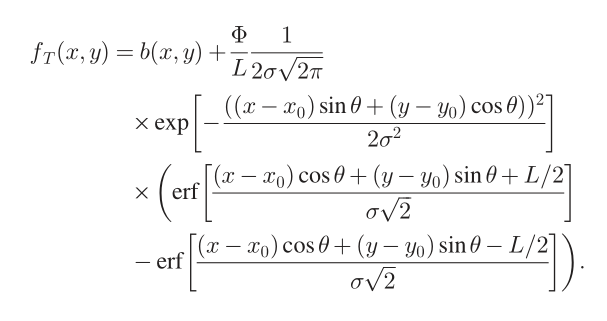 f_T(x, y) = b(x, y) + \frac{\Phi}{L} \frac{1}{2\sigma\sqrt{2\pi}}
\times \exp\left[ -\frac{((x - x_0) \sin\theta + (y - y_0) \cos\theta))^2}{2\sigma^2} \right]
\times \left( \operatorname{erf}\left[ \frac{(x - x_0) \cos\theta + (y - y_0) \sin\theta + L/2}{\sigma\sqrt{2}} \right] \right.
\left. - \operatorname{erf}\left[ \frac{(x - x_0) \cos\theta + (y - y_0) \sin\theta - L/2}{\sigma\sqrt{2}} \right] \right).